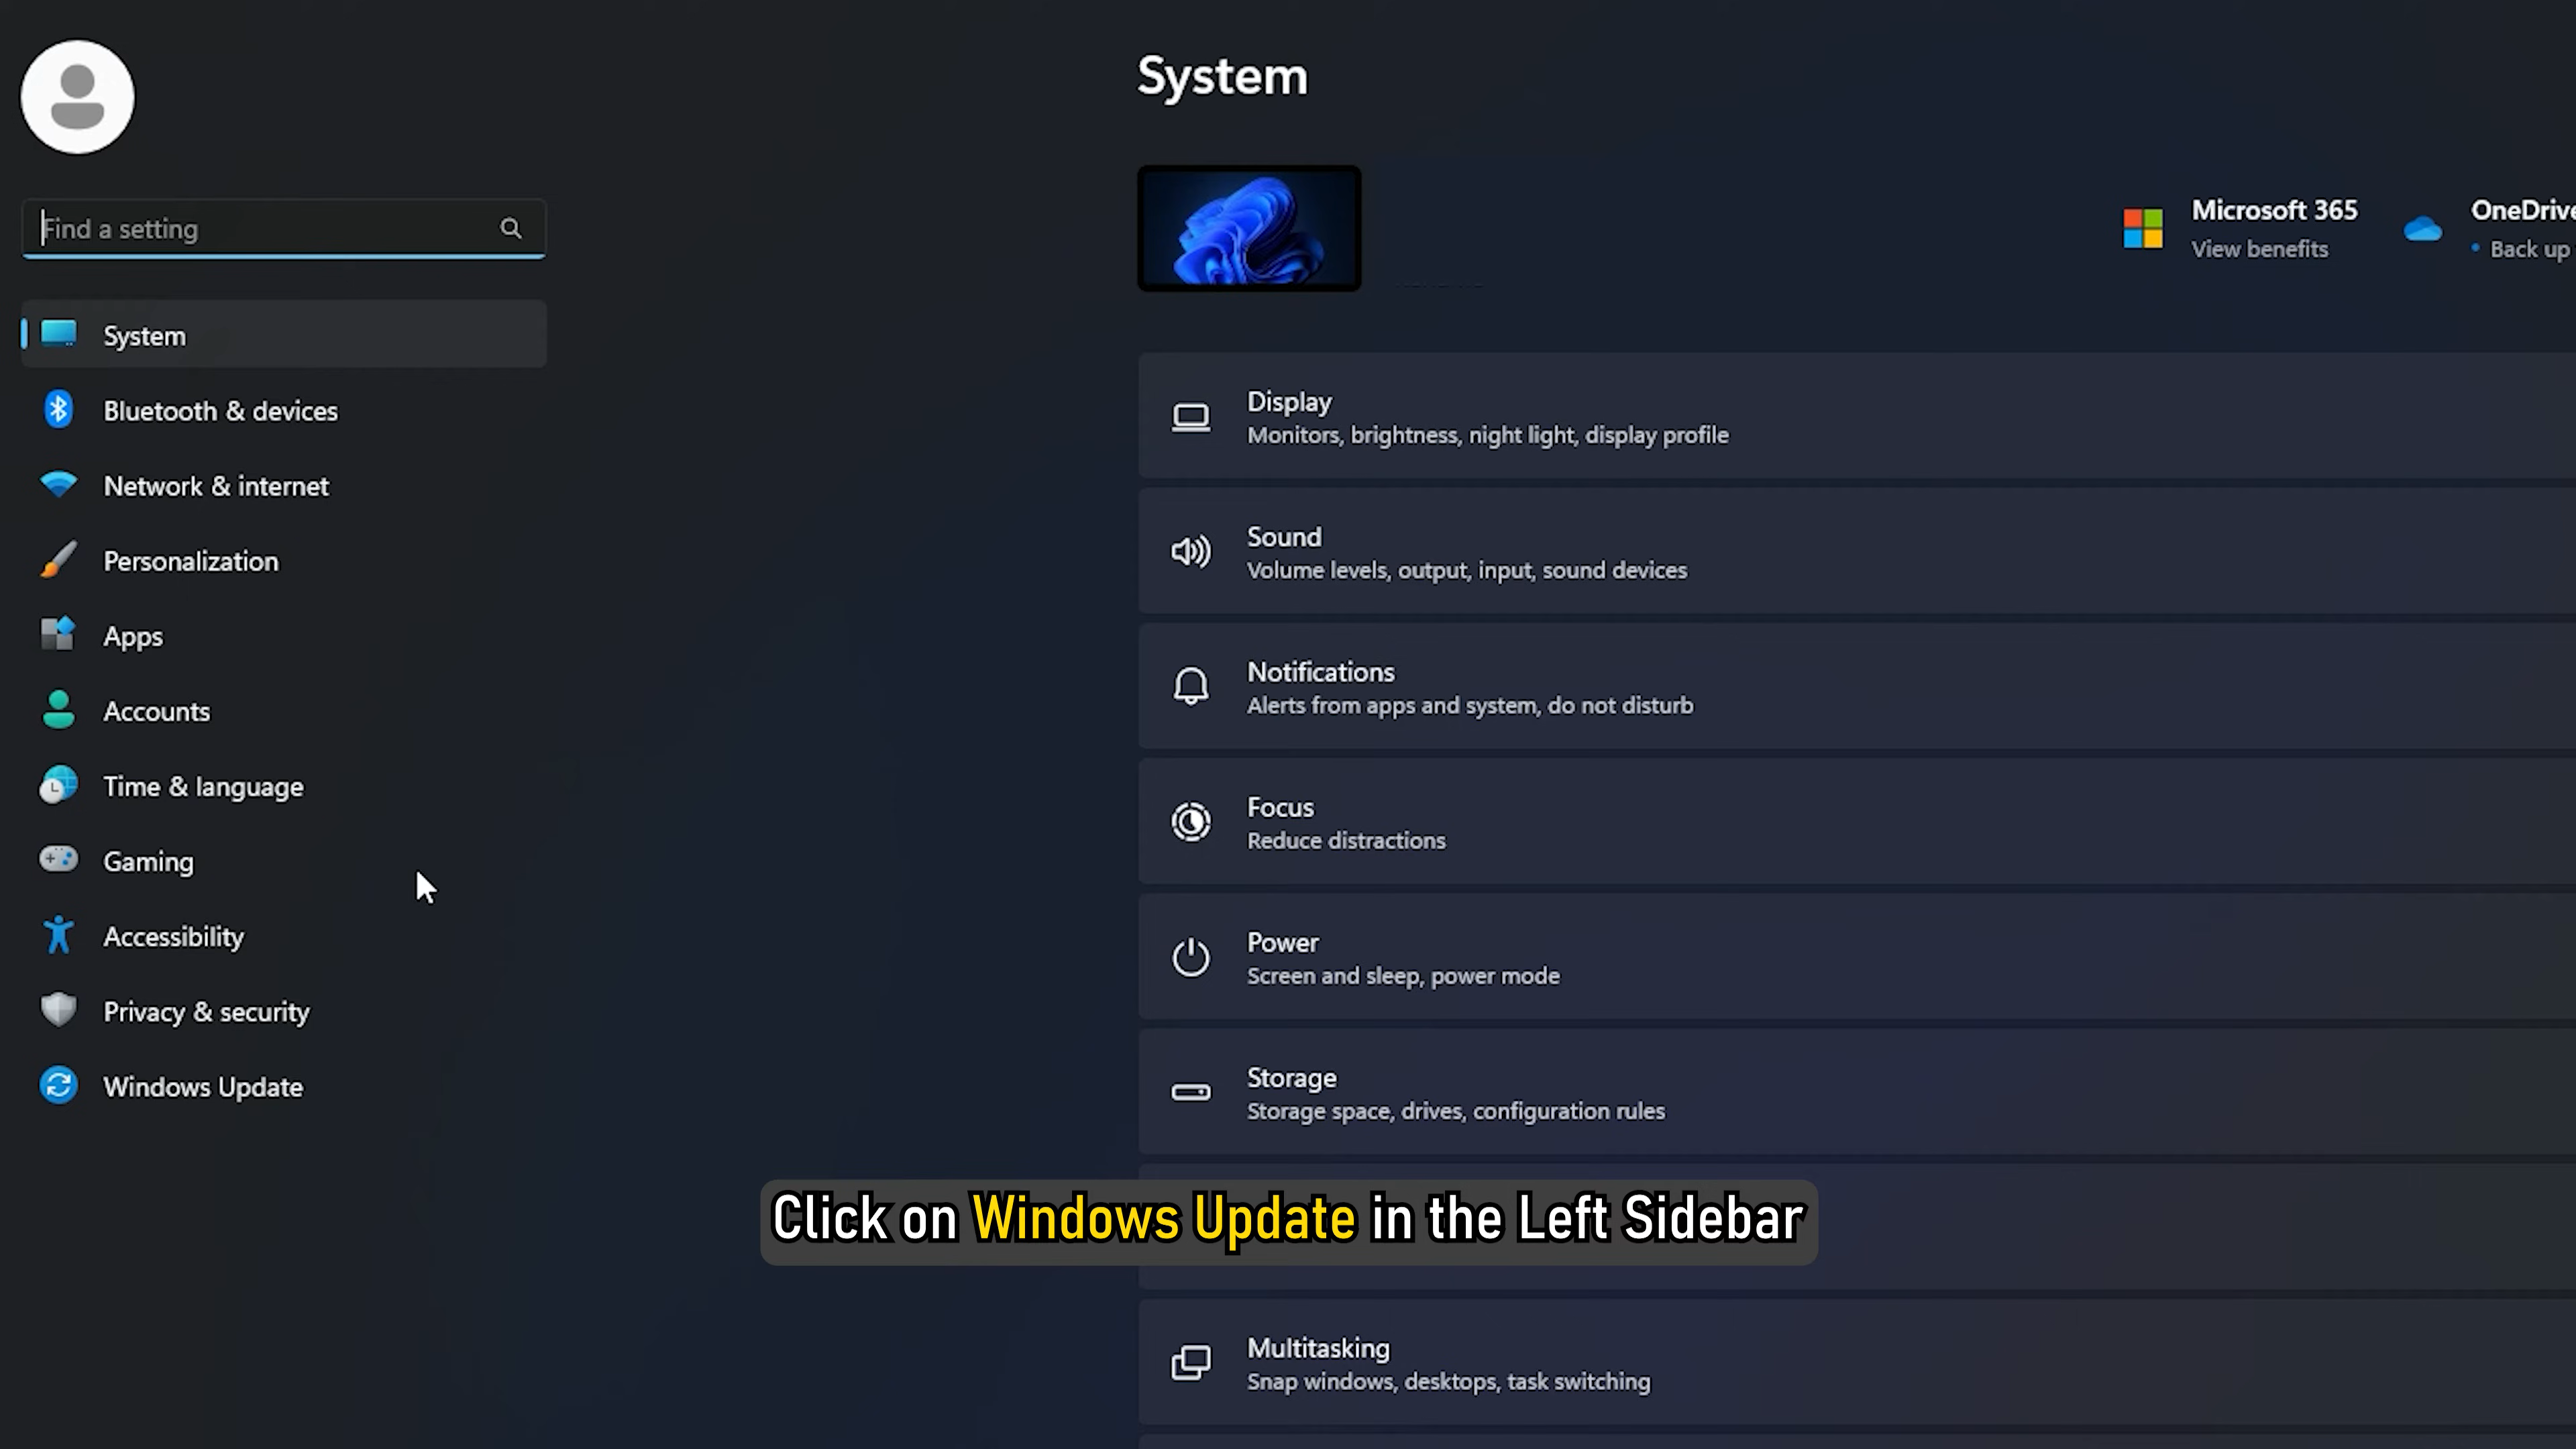 Find a setting
System
Bluetooth & devices
Network & internet
Personalization
Apps
Accounts
Time & language
Gaming
Accessibility
Privacy & security
Windows Update
System
Microsoft 365
View benefits
OneDrive
• Back up
Display
Monitors, brightness, night light, display profile
Sound
Volume levels, output, input, sound devices
Notifications
Alerts from apps and system, do not disturb
Focus
Reduce distractions
Power
Screen and sleep, power mode
Storage
Storage space, drives, configuration rules
Click on Windows Update in the Left Sidebar
Multitasking
Snap windows, desktops, task switching